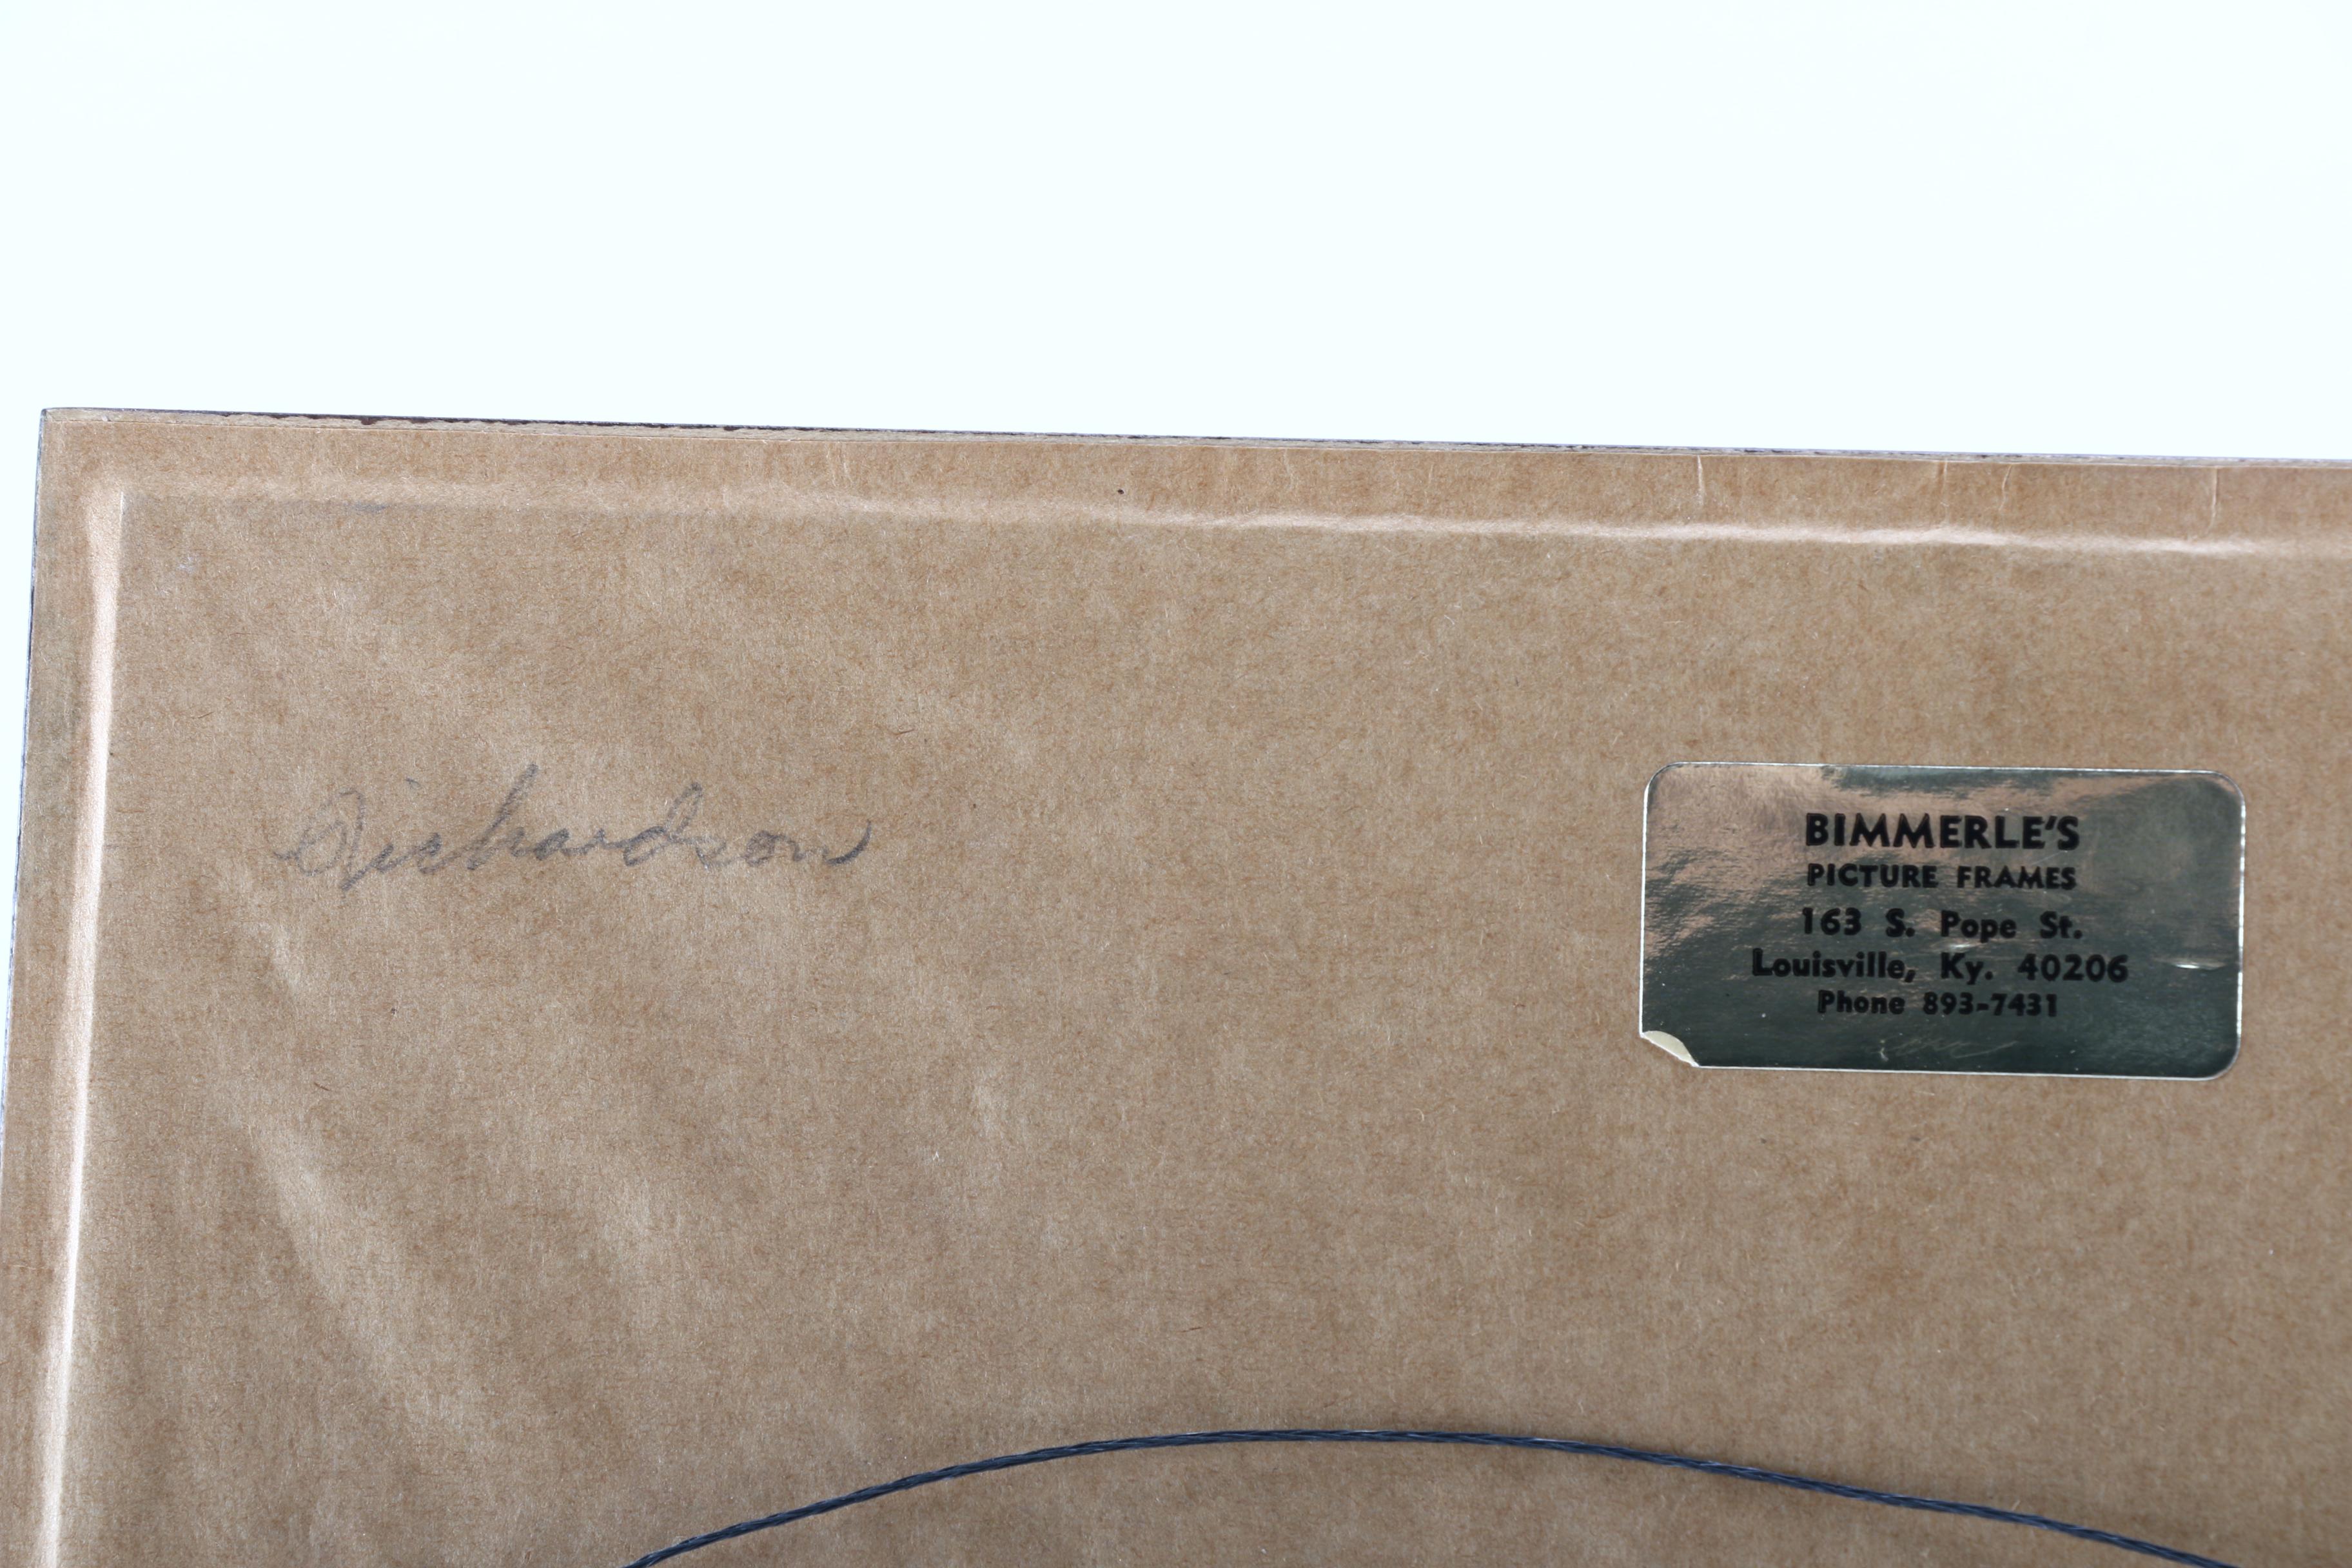 Richardson
BIMMERLE'S
PICTURE FRAMES
163 S. Pope St.
Louisville, Ky. 40206
Phone 893-7431